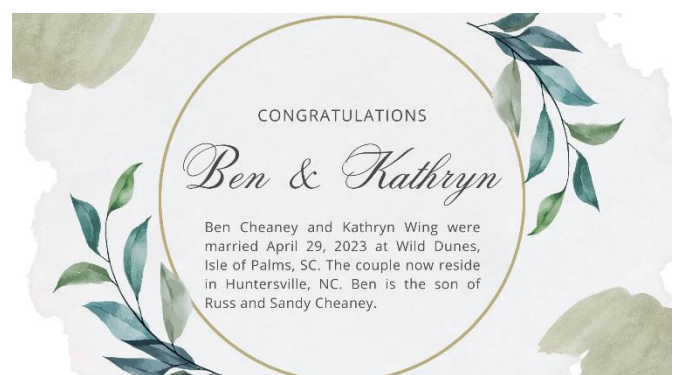 CONGRATULATIONS
Ben & Kathryn
Ben Cheaney and Kathryn Wing were
married April 29, 2023 at Wild Dunes,
Isle of Palms, SC. The couple now reside
in Huntersville, NC. Ben is the son of
Russ and Sandy Cheaney.